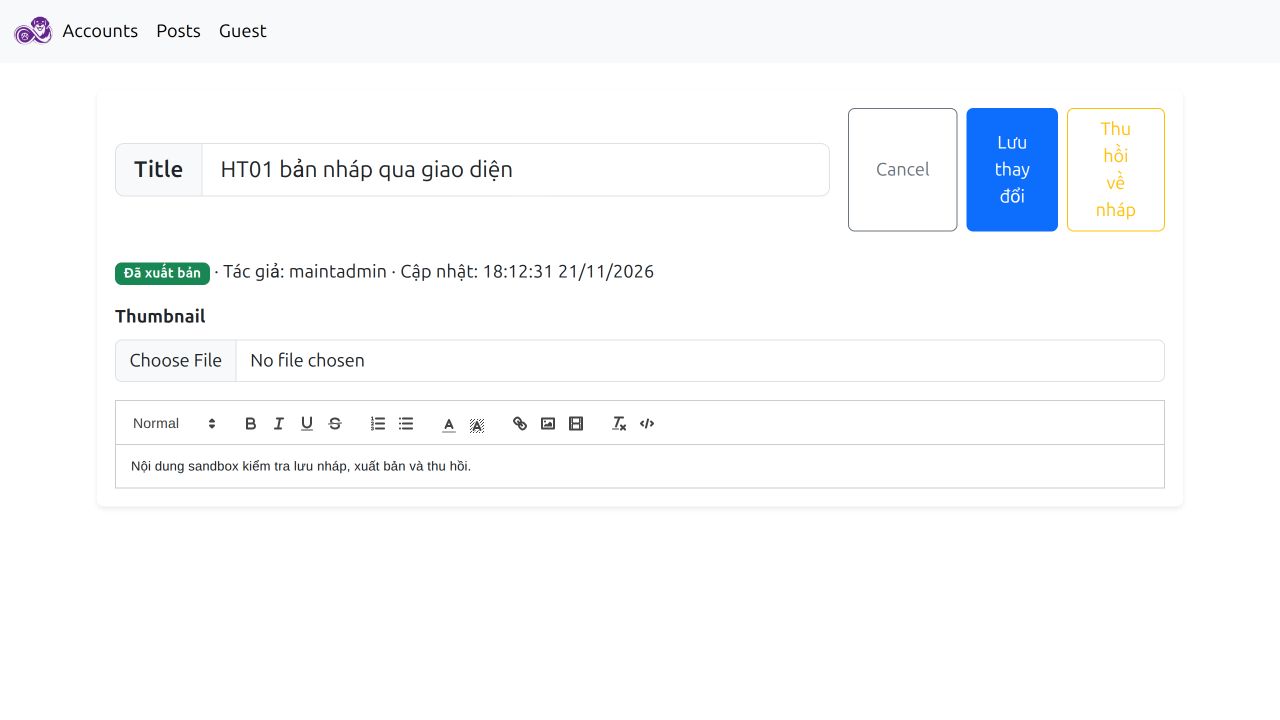 Accounts Posts Guest
Title HT01 bản nháp qua giao diện
Cancel
Lưu
thay
đổi
Thu
hồi
về
nháp
Đã xuất bản · Tác giả: maintadmin · Cập nhật: 18:12:31 21/11/2026
Thumbnail
Choose File No file chosen
Normal
Nội dung sandbox kiểm tra lưu nháp, xuất bản và thu hồi.